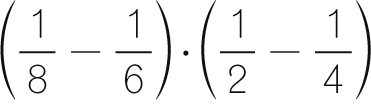 (1/8 − 1/6) · (1/2 − 1/4)